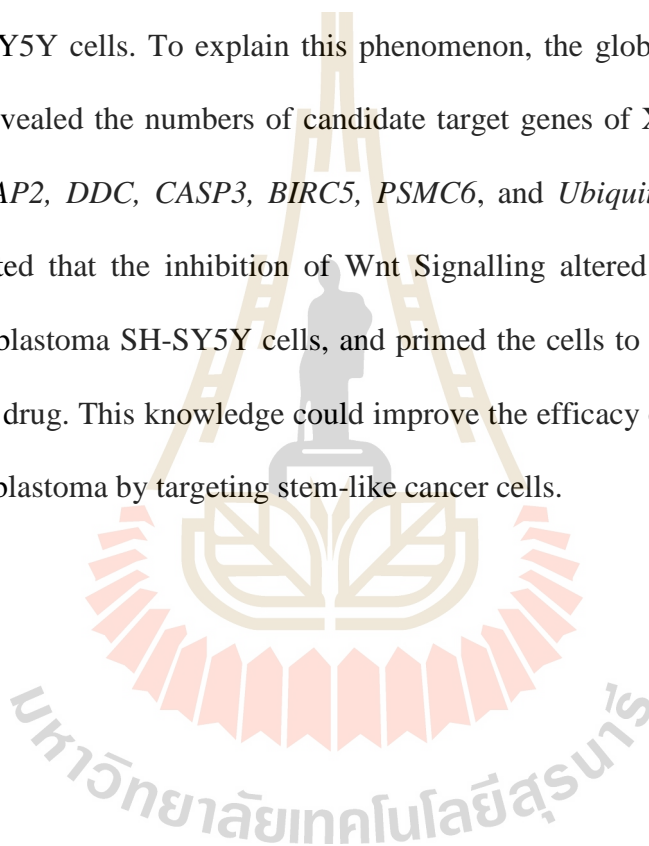 Y5Y cells. To explain this phenomenon, the glob
vealed the numbers of candidate target genes of X
AP2, DDC, CASP3, BIRC5, PSMC6, and Ubiqui
ted that the inhibition of Wnt Signalling altered
blastoma SH-SY5Y cells, and primed the cells to
drug. This knowledge could improve the efficacy
blastoma by targeting stem-like cancer cells.
มหาวิทยาลัยเทคโนโลยีสุรนารี